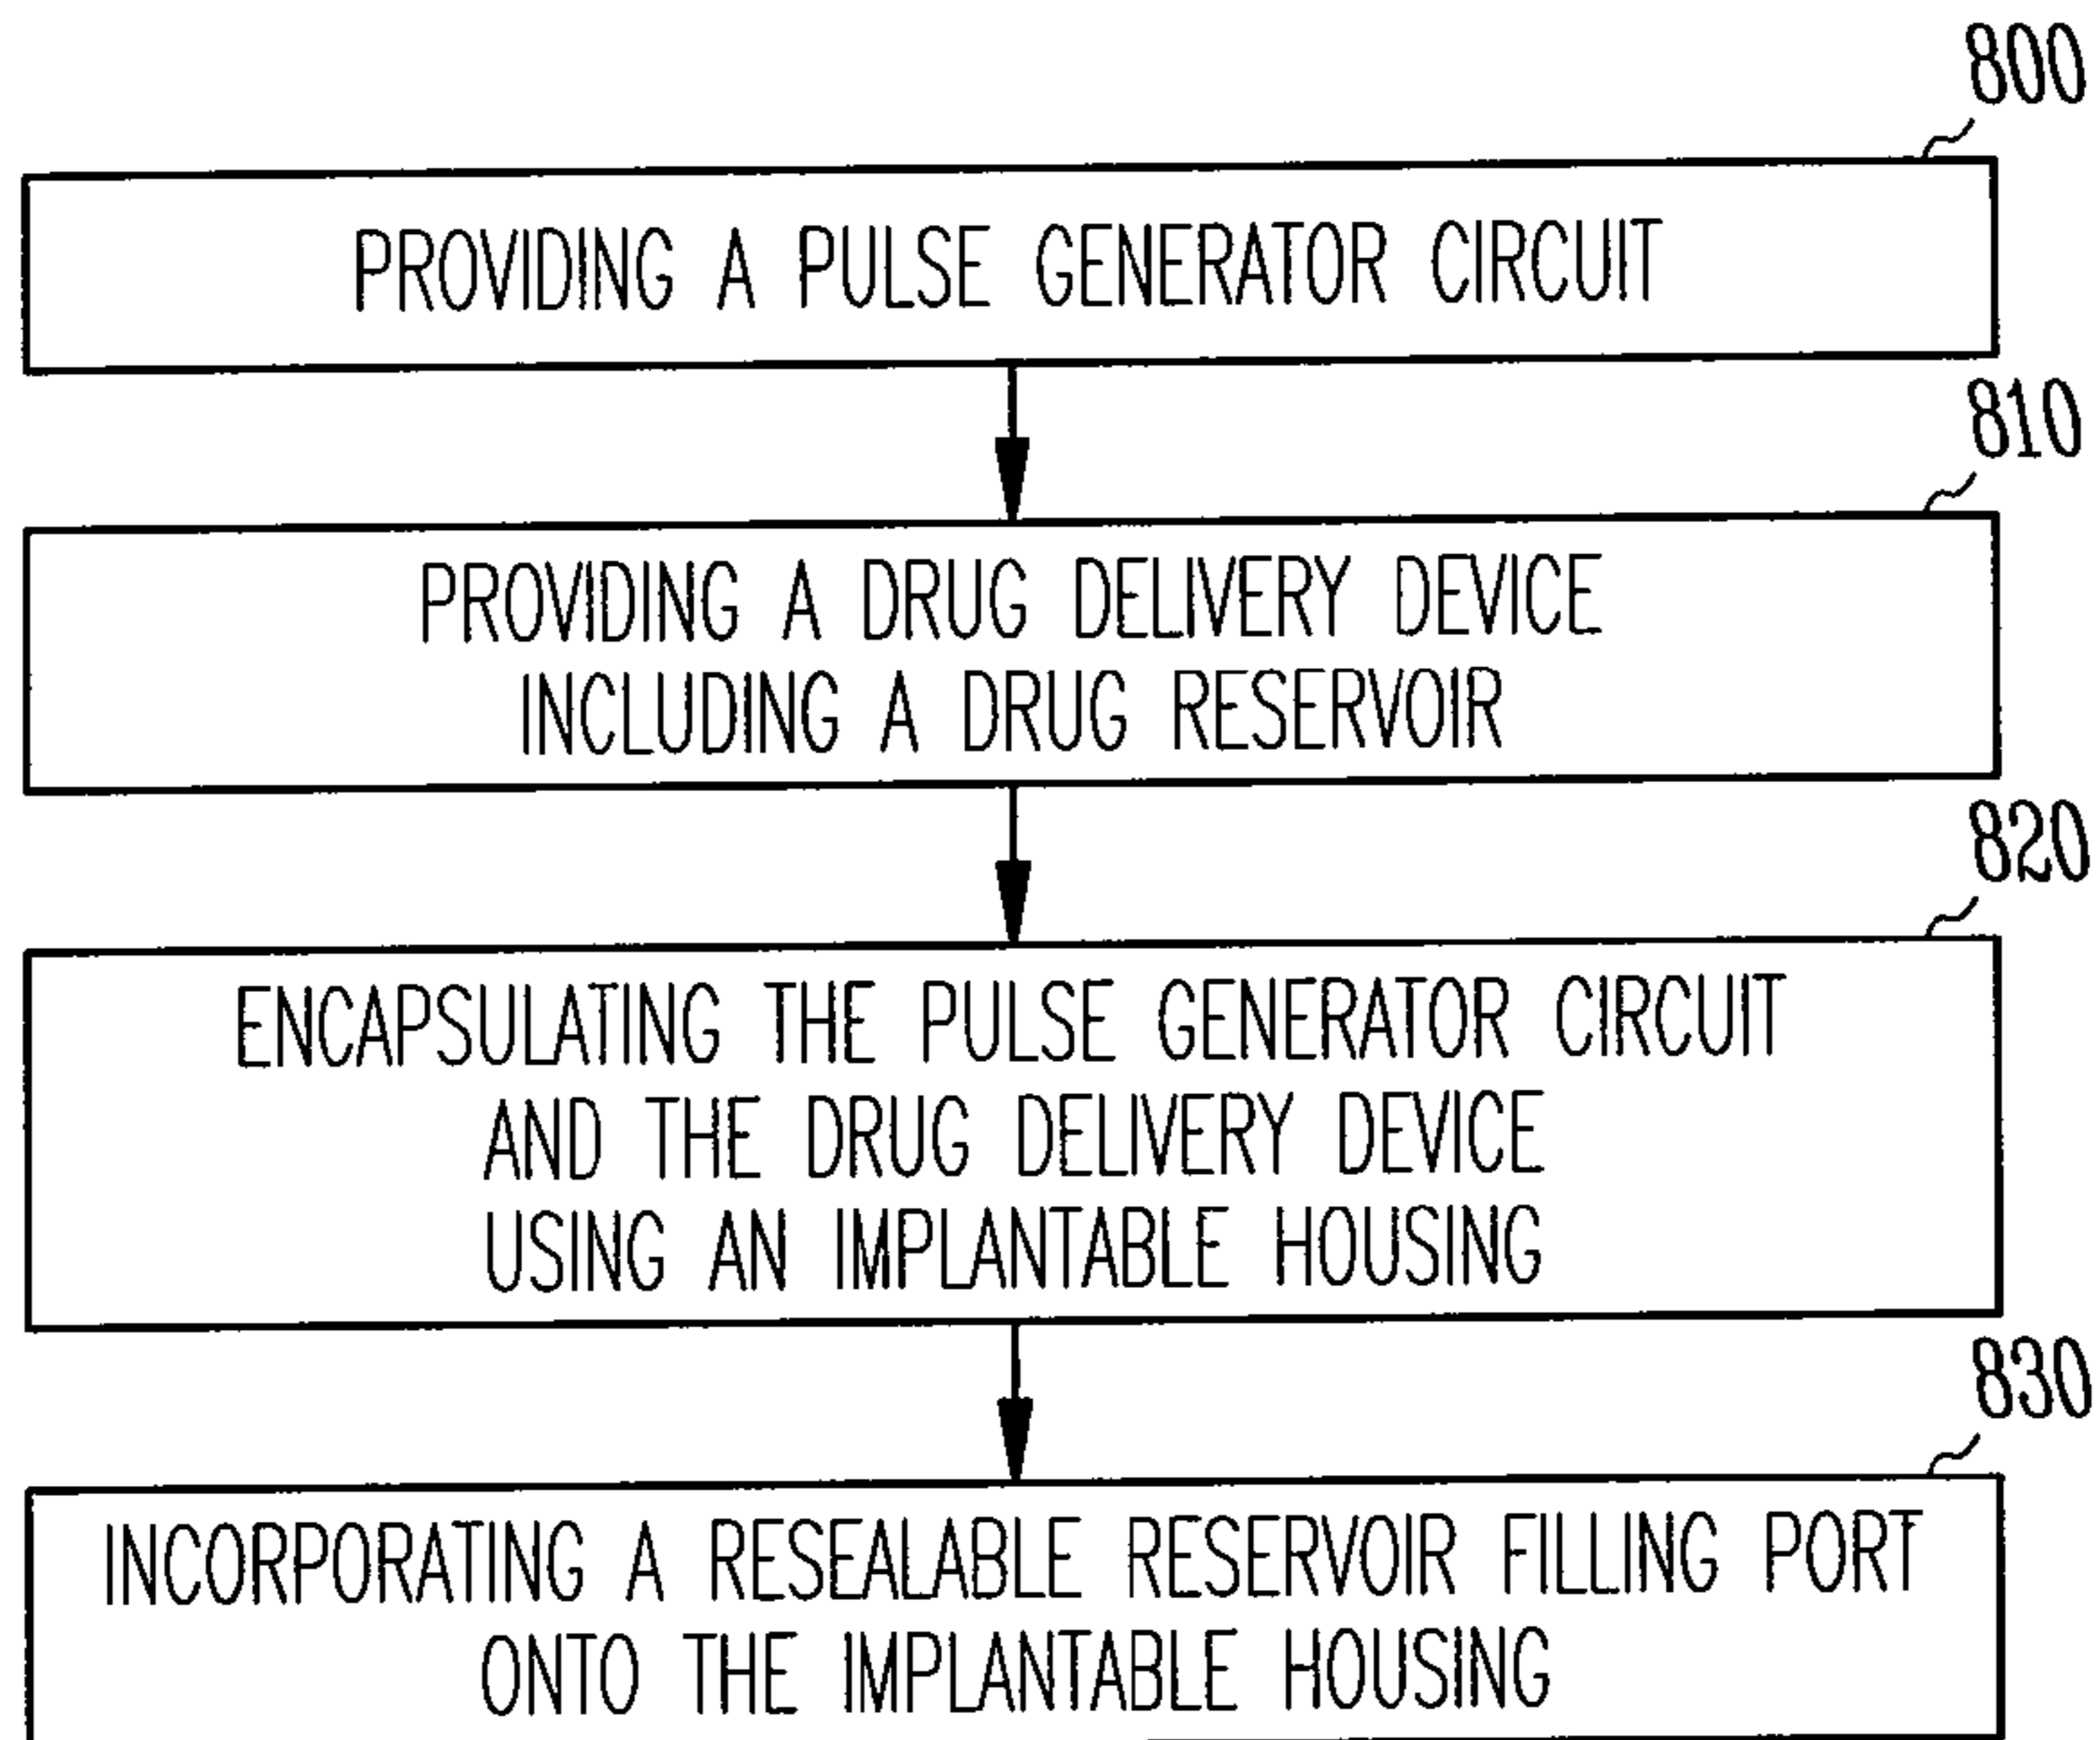 800
PROVIDING A PULSE GENERATOR CIRCUIT
810
PROVIDING A DRUG DELIVERY DEVICE
INCLUDING A DRUG RESERVOIR
820
ENCAPSULATING THE PULSE GENERATOR CIRCUIT
AND THE DRUG DELIVERY DEVICE
USING AN IMPLANTABLE HOUSING
830
INCORPORATING A RESEALABLE RESERVOIR FILLING PORT
ONTO THE IMPLANTABLE HOUSING